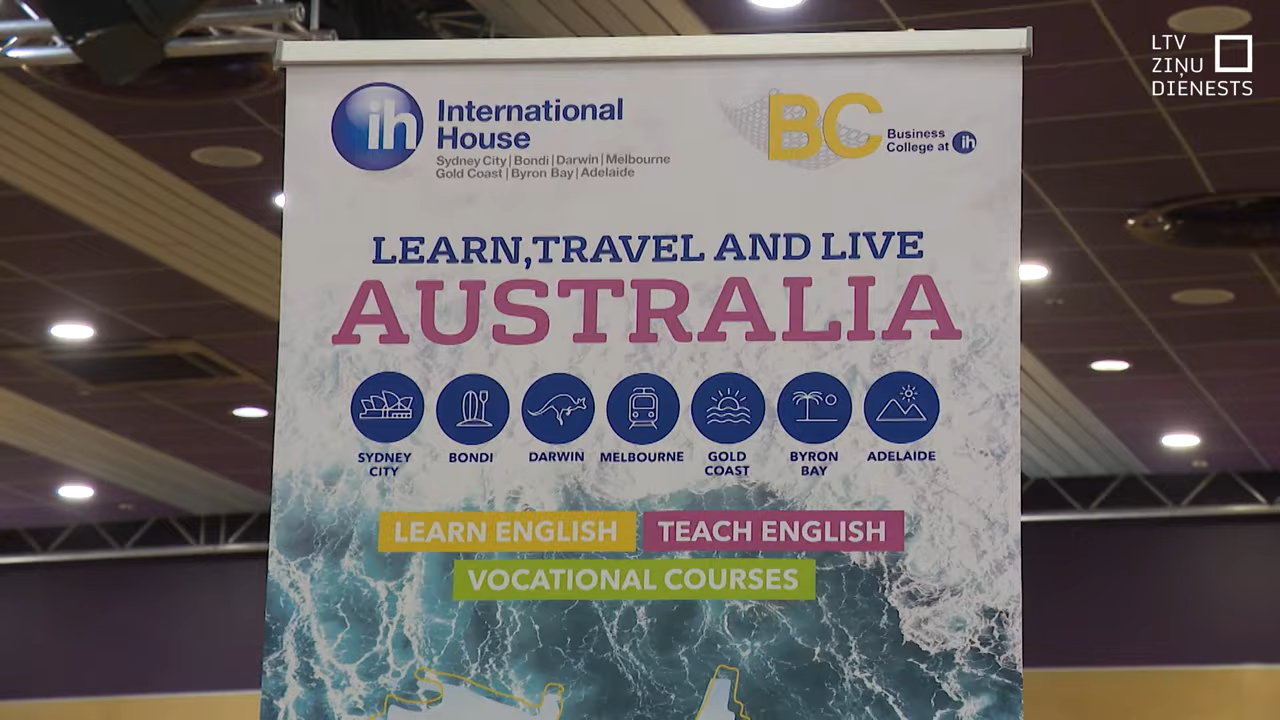 LTV
ZIŅU
DIENESTS
ih
International
House
Sydney City | Bondi | Darwin | Melbourne
Gold Coast | Byron Bay | Adelaide
BC
Business
College at ih
LEARN, TRAVEL AND LIVE
AUSTRALIA
SYDNEY
CITY
BONDI
DARWIN
MELBOURNE
GOLD
COAST
BYRON
BAY
ADELAIDE
LEARN ENGLISH
TEACH ENGLISH
VOCATIONAL COURSES